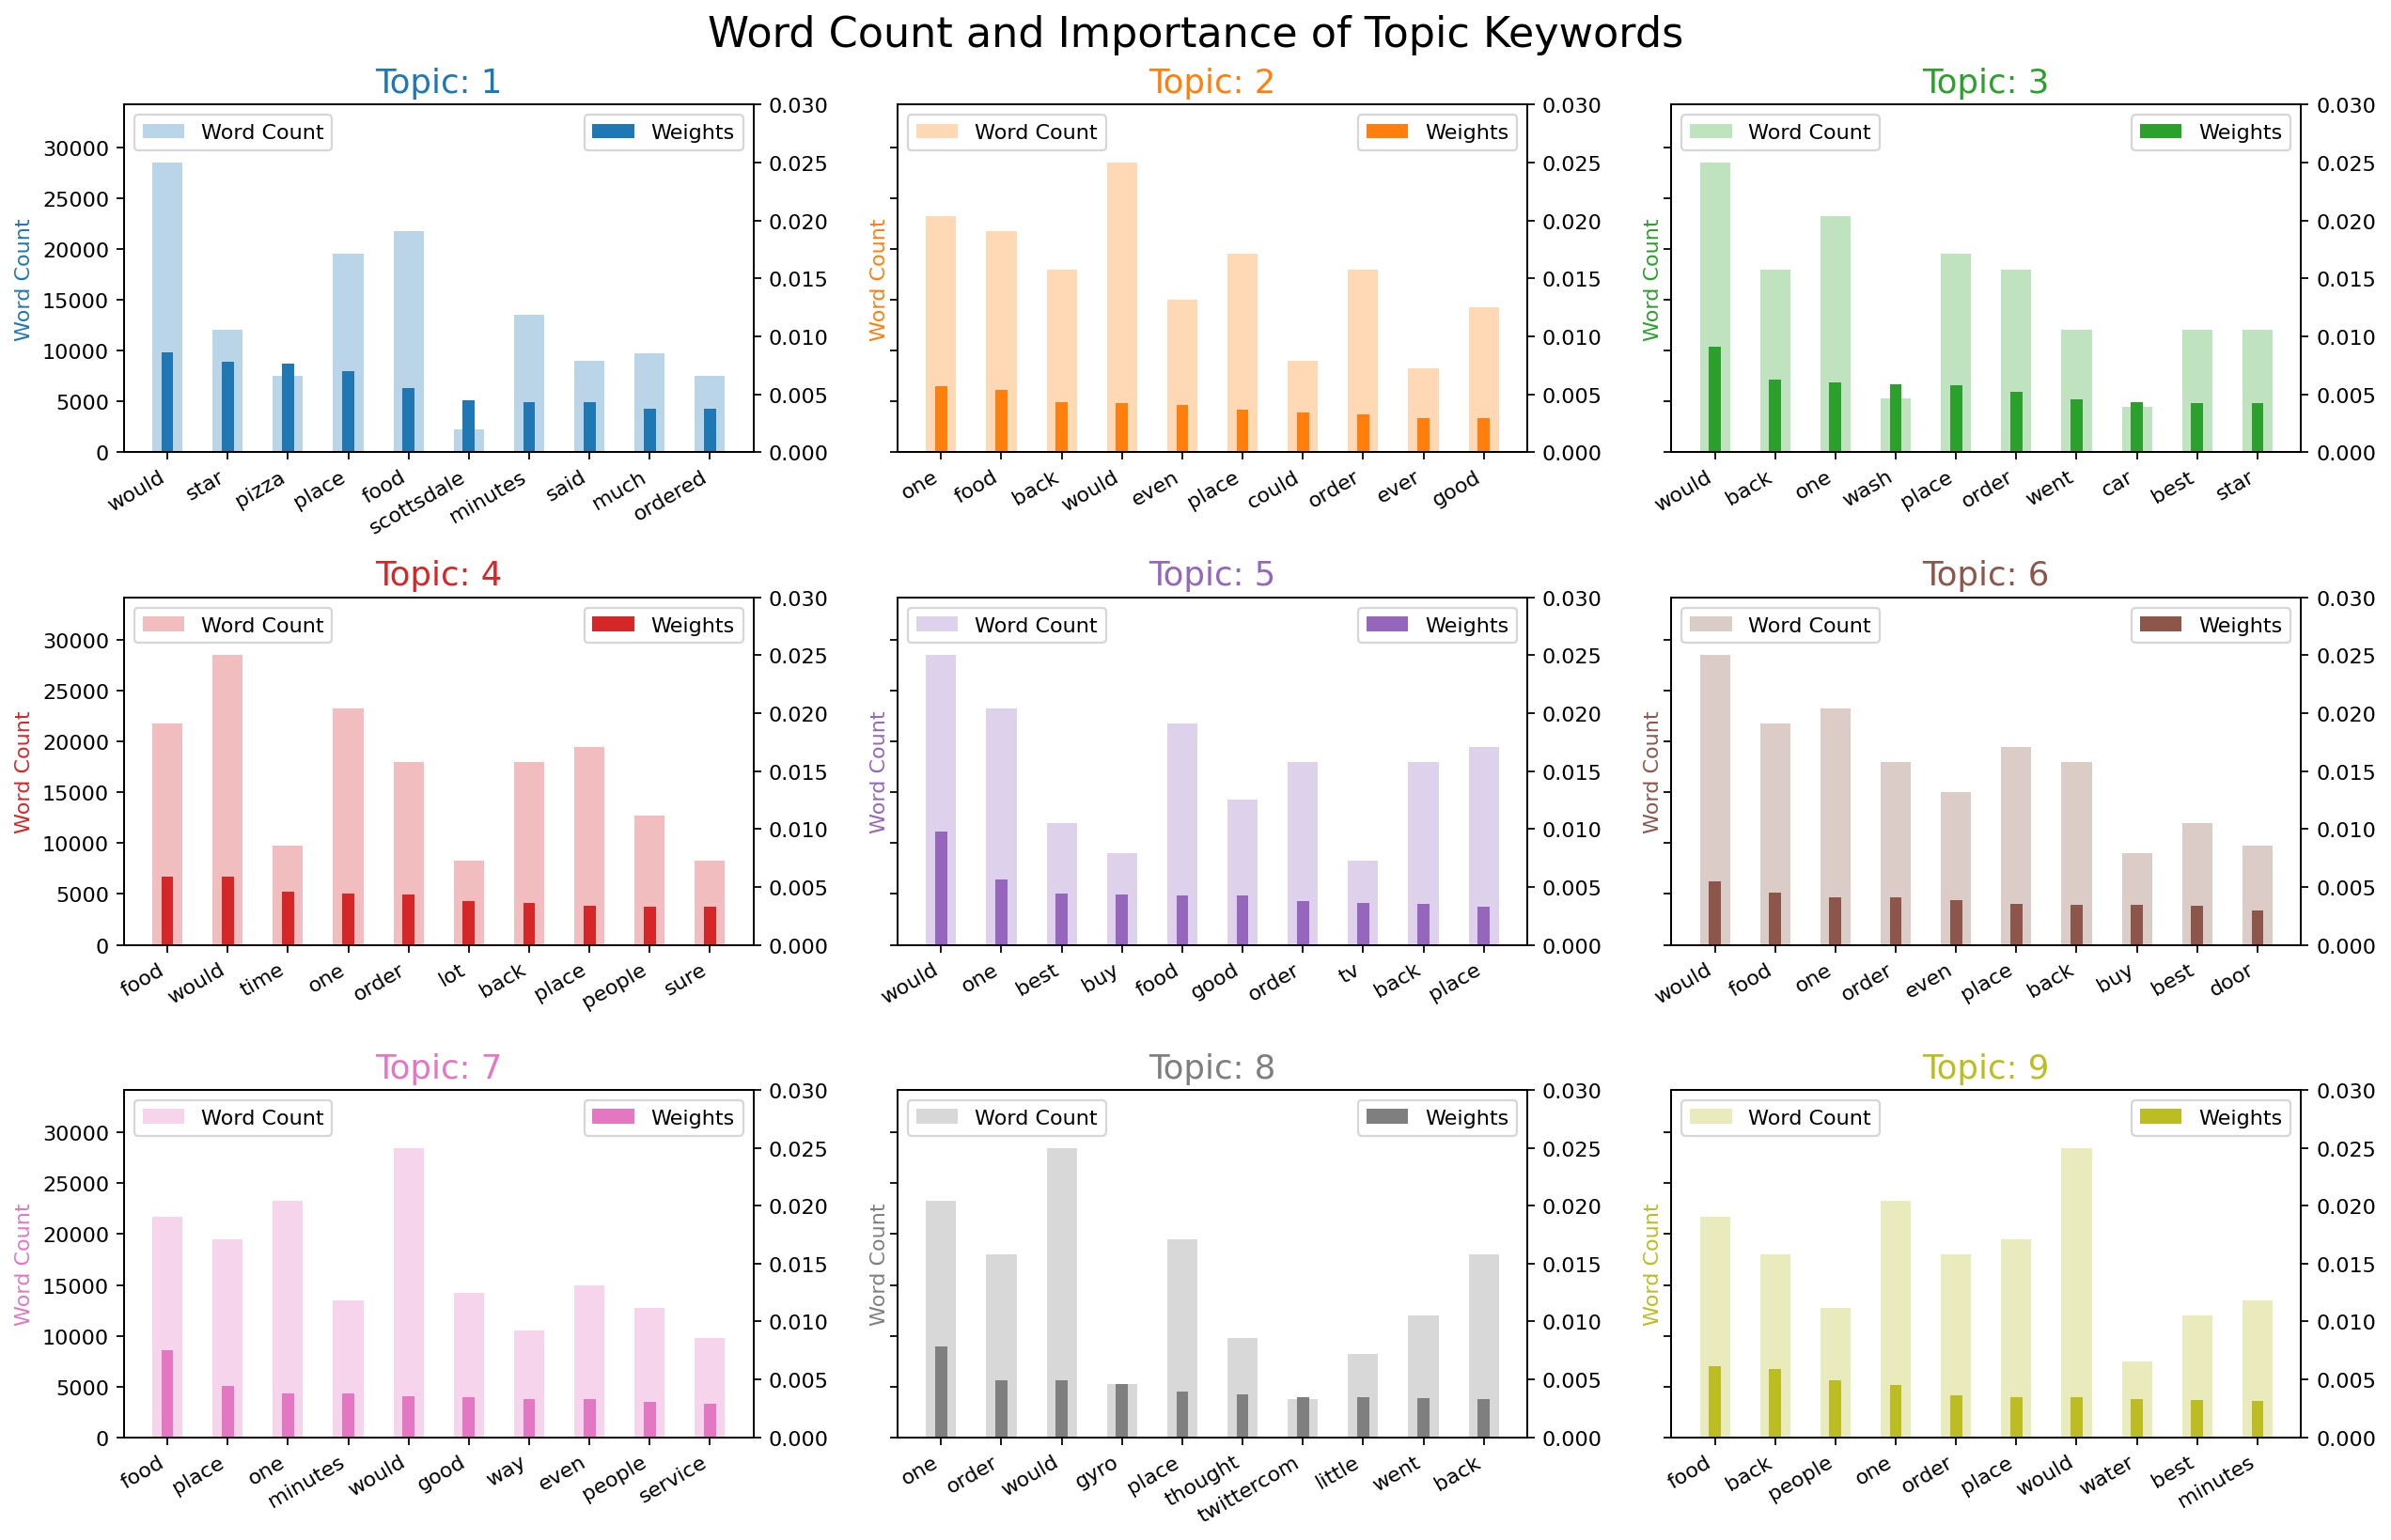 Word Count and Importance of Topic Keywords
Topic: 1
Word Count
Weights
Word Count
30000
25000
20000
15000
10000
5000
0
0.030
0.025
0.020
0.015
0.010
0.005
0.000
would star pizza place food scottsdale minutes said much ordered
Topic: 2
Word Count
Weights
Word Count
0.030
0.025
0.020
0.015
0.010
0.005
0.000
one food back would even place could order ever good
Topic: 3
Word Count
Weights
Word Count
0.030
0.025
0.020
0.015
0.010
0.005
0.000
would back one wash place order went car best star
Topic: 4
Word Count
Weights
Word Count
30000
25000
20000
15000
10000
5000
0
0.030
0.025
0.020
0.015
0.010
0.005
0.000
food would time one order lot back place people sure
Topic: 5
Word Count
Weights
Word Count
0.030
0.025
0.020
0.015
0.010
0.005
0.000
would one best buy food good order tv back place
Topic: 6
Word Count
Weights
Word Count
0.030
0.025
0.020
0.015
0.010
0.005
0.000
would food one order even place back buy best door
Topic: 7
Word Count
Weights
Word Count
30000
25000
20000
15000
10000
5000
0
0.030
0.025
0.020
0.015
0.010
0.005
0.000
food place one minutes would good way even people service
Topic: 8
Word Count
Weights
Word Count
0.030
0.025
0.020
0.015
0.010
0.005
0.000
one order would gyro place thought twittercom little went back
Topic: 9
Word Count
Weights
Word Count
0.030
0.025
0.020
0.015
0.010
0.005
0.000
food back people one order place would water best minutes